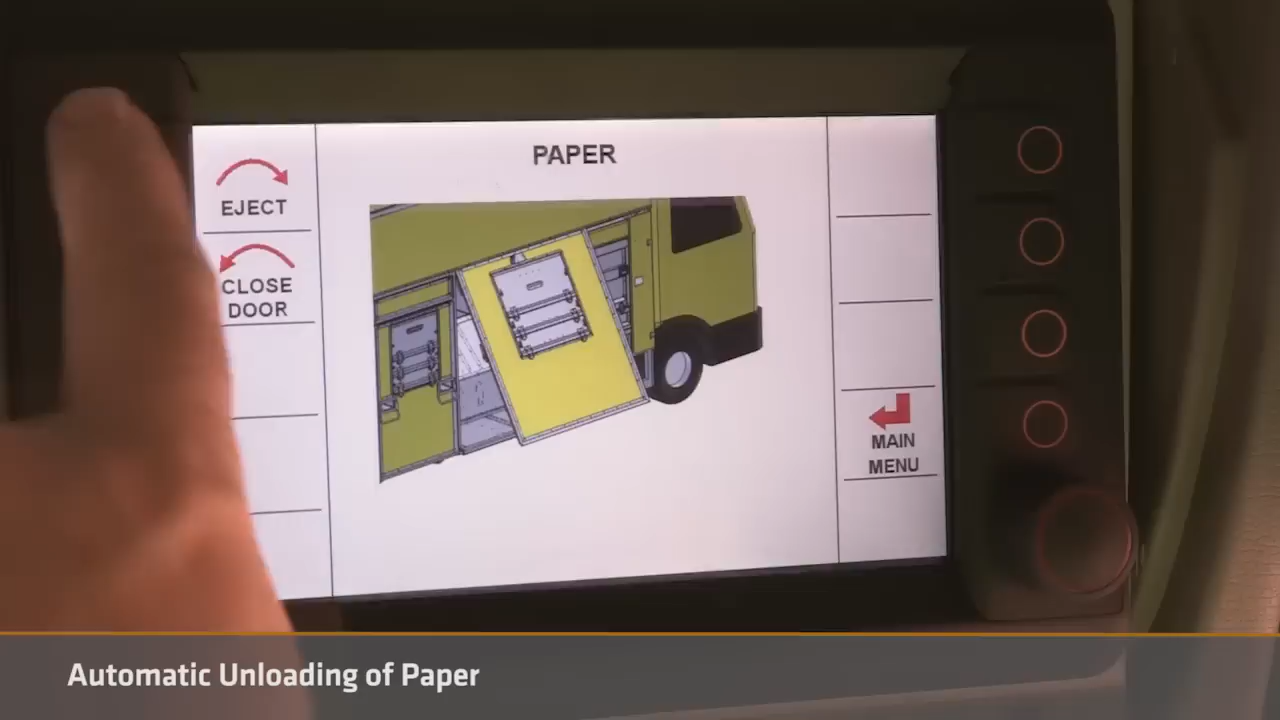 PAPER
EJECT
CLOSE
DOOR
MAIN
MENU
Automatic Unloading of Paper